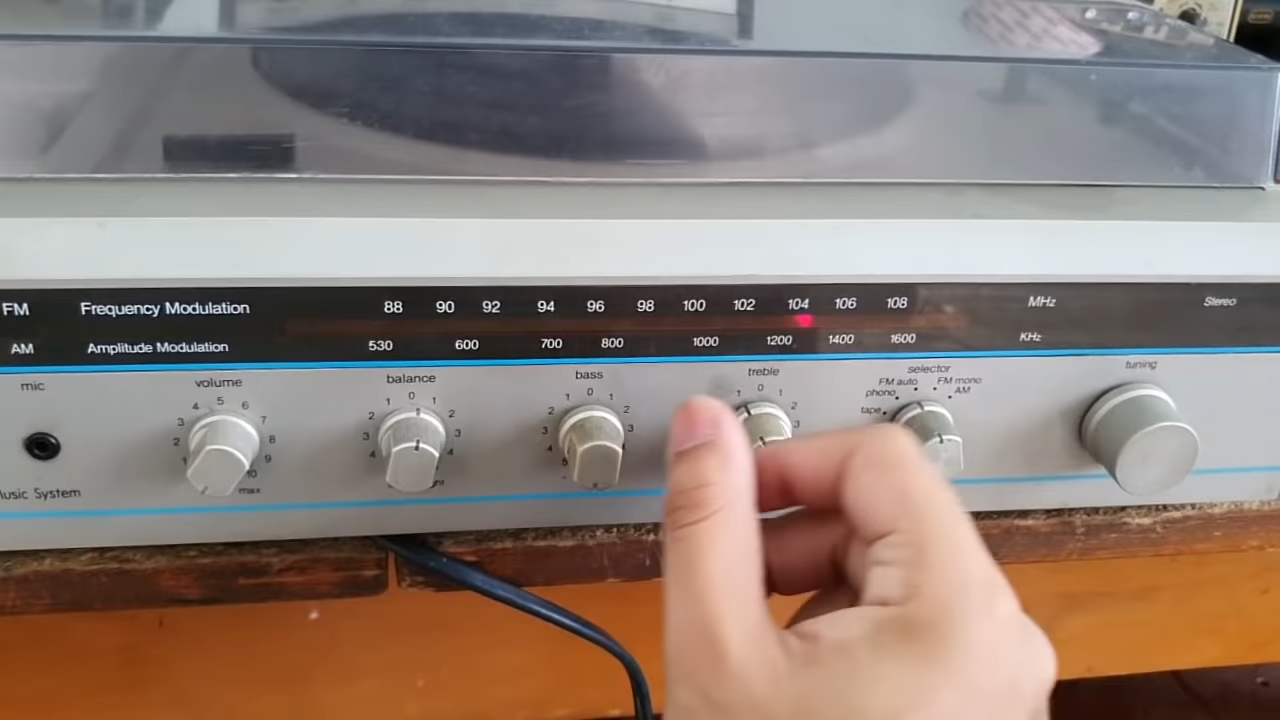 FM Frequency Modulation 88 90 92 94 96 98 100 102 104 106 108 MHz Stereo
AM Amplitude Modulation 530 600 700 800 1000 1200 1400 1600 KHz
mic volume balance bass treble selector tuning
1 2 3 4 5 6 7 8 9 10 max
4 3 2 1 0 1 2 3 4
5 4 3 2 1 0 1 2 3
1 0 1 2 3
FM auto FM mono
phono AM
tape
System